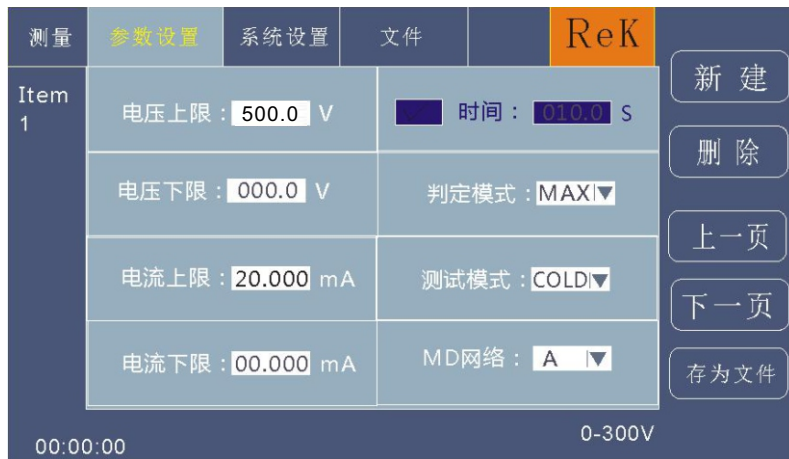 测量 参数设置 系统设置 文件 ReK
Item
1
电压上限：500.0 V
时间：010.0 S
电压下限：000.0 V
判定模式：MAX
电流上限：20.000 mA
测试模式：COLD
电流下限：00.000 mA
MD网络：A
新建
删除
上一页
下一页
存为文件
00:00:00
0-300V